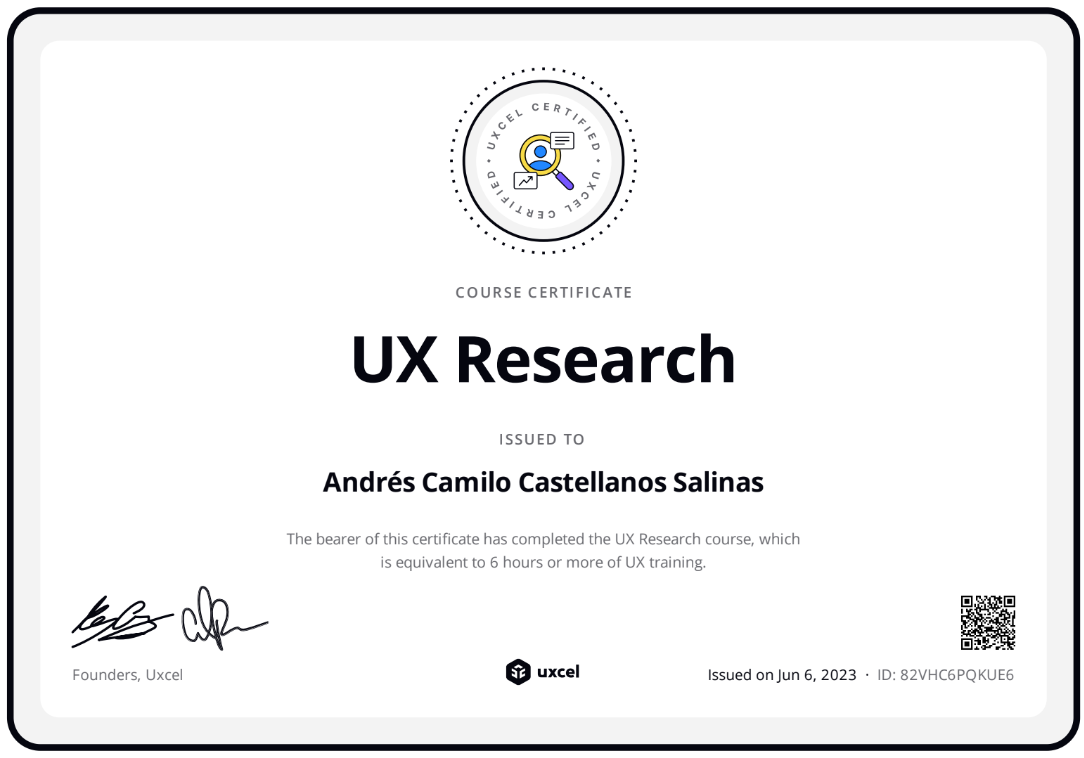 UXCEL CERTIFIED • UXCEL CERTIFIED •
COURSE CERTIFICATE
UX Research
ISSUED TO
Andrés Camilo Castellanos Salinas
The bearer of this certificate has completed the UX Research course, which
is equivalent to 6 hours or more of UX training.
Founders, Uxcel
uxcel
Issued on Jun 6, 2023 · ID: 82VHC6PQKUE6